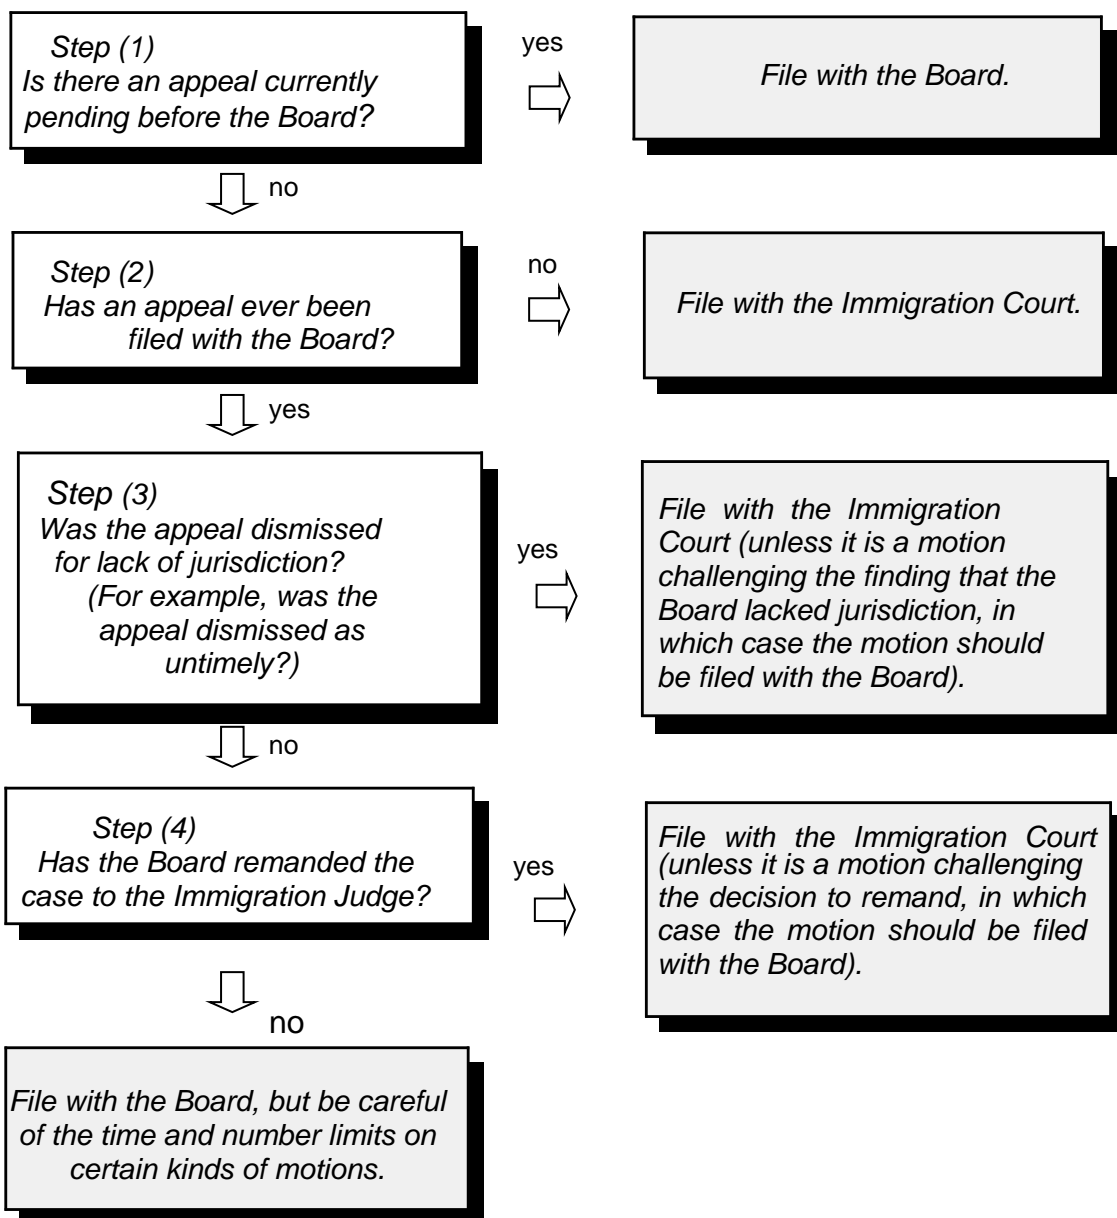 Step (1)
Is there an appeal currently
pending before the Board?
yes
File with the Board.
no
Step (2)
Has an appeal ever been
filed with the Board?
no
File with the Immigration Court.
yes
Step (3)
Was the appeal dismissed
for lack of jurisdiction?
(For example, was the
appeal dismissed as
untimely?)
yes
File with the Immigration
Court (unless it is a motion
challenging the finding that the
Board lacked jurisdiction, in
which case the motion should
be filed with the Board).
no
Step (4)
Has the Board remanded the
case to the Immigration Judge?
yes
File with the Immigration Court
(unless it is a motion challenging
the decision to remand, in which
case the motion should be filed
with the Board).
no
File with the Board, but be careful
of the time and number limits on
certain kinds of motions.